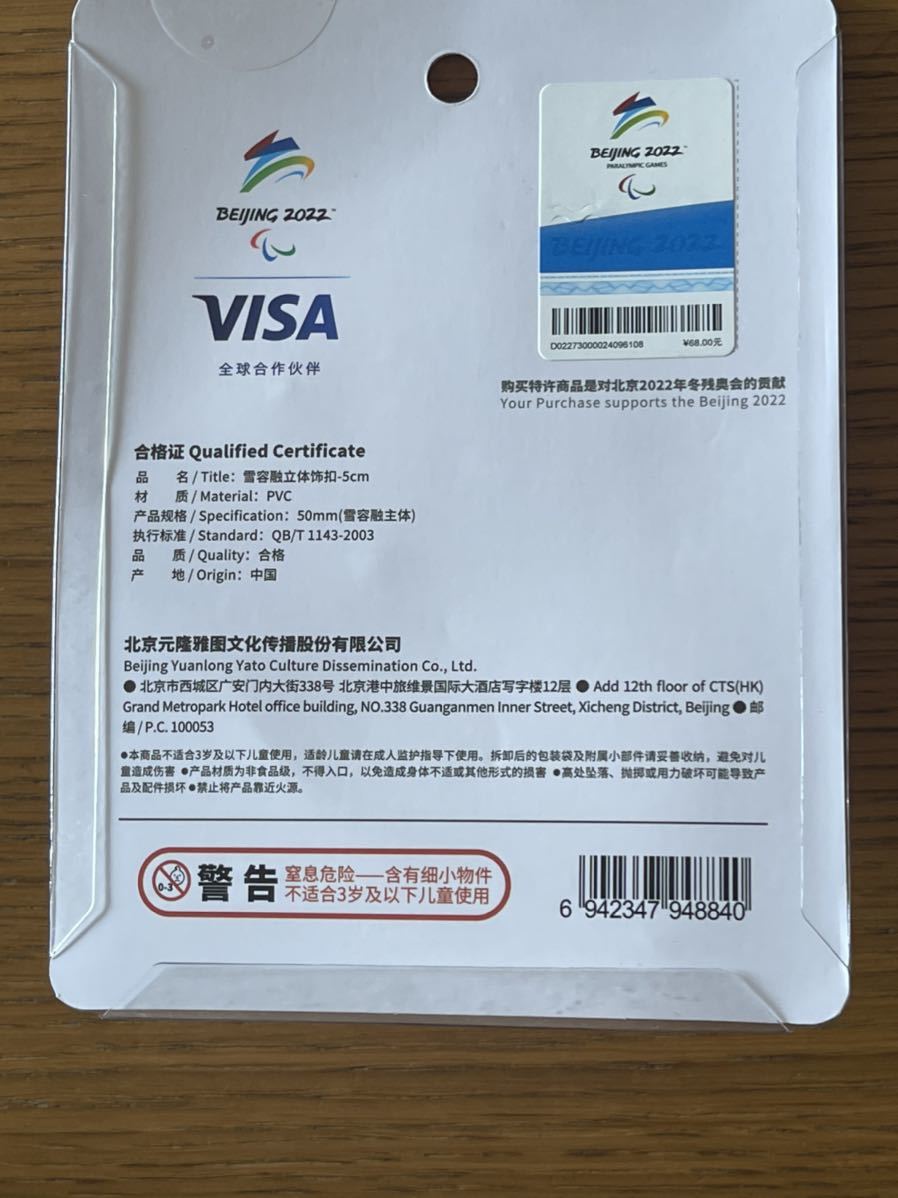 BEIJING 2022™
VISA
全球合作伙伴
BEIJING 2022™
PARALYMPIC GAMES
BEIJING 2022
D02273000024096108 ¥68.00元
购买特许商品是对北京2022年冬残奥会的贡献
Your Purchase supports the Beijing 2022
合格证 Qualified Certificate
品 名 / Title：雪容融立体饰扣-5cm
材 质 / Material：PVC
产品规格 / Specification：50mm(雪容融主体)
执行标准 / Standard：QB/T 1143-2003
品 质 / Quality：合格
产 地 / Origin：中国
北京元隆雅图文化传播股份有限公司
Beijing Yuanlong Yato Culture Dissemination Co., Ltd.
● 北京市西城区广安门内大街338号 北京港中旅维景国际大酒店写字楼12层 ● Add 12th floor of CTS(HK)
Grand Metropark Hotel office building, NO.338 Guanganmen Inner Street, Xicheng District, Beijing ● 邮
编 / P.C. 100053
●本商品不适合3岁及以下儿童使用，适龄儿童请在成人监护指导下使用。拆卸后的包装袋及附属小部件请妥善收纳，避免对儿
童造成伤害 ●产品材质为非食品级，不得入口，以免造成身体不适或其他形式的损害 ●高处坠落、抛掷或用力破坏可能导致产
品及配件损坏 ●禁止将产品靠近火源。
0-3
警告
窒息危险——含有细小物件
不适合3岁及以下儿童使用
6 942347 948840